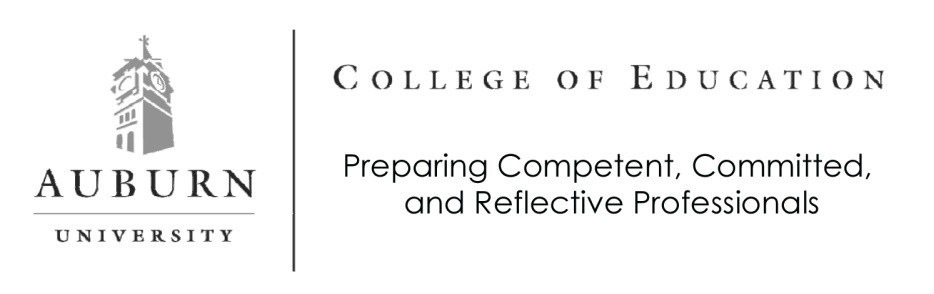 AUBURN
UNIVERSITY
COLLEGE OF EDUCATION
Preparing Competent, Committed,
and Reflective Professionals